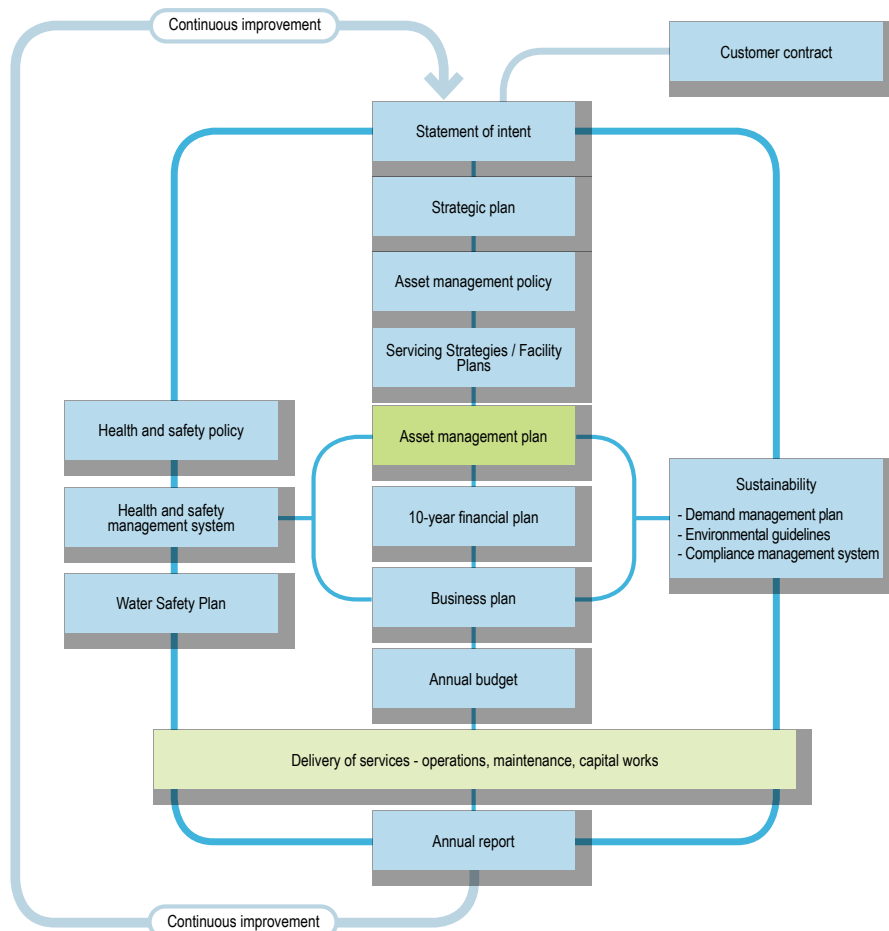 Continuous improvement
Customer contract
Statement of intent
Strategic plan
Asset management policy
Servicing Strategies / Facility
Plans
Health and safety policy
Asset management plan
Health and safety
management system
10-year financial plan
Sustainability
- Demand management plan
- Environmental guidelines
- Compliance management system
Water Safety Plan
Business plan
Annual budget
Delivery of services - operations, maintenance, capital works
Annual report
Continuous improvement